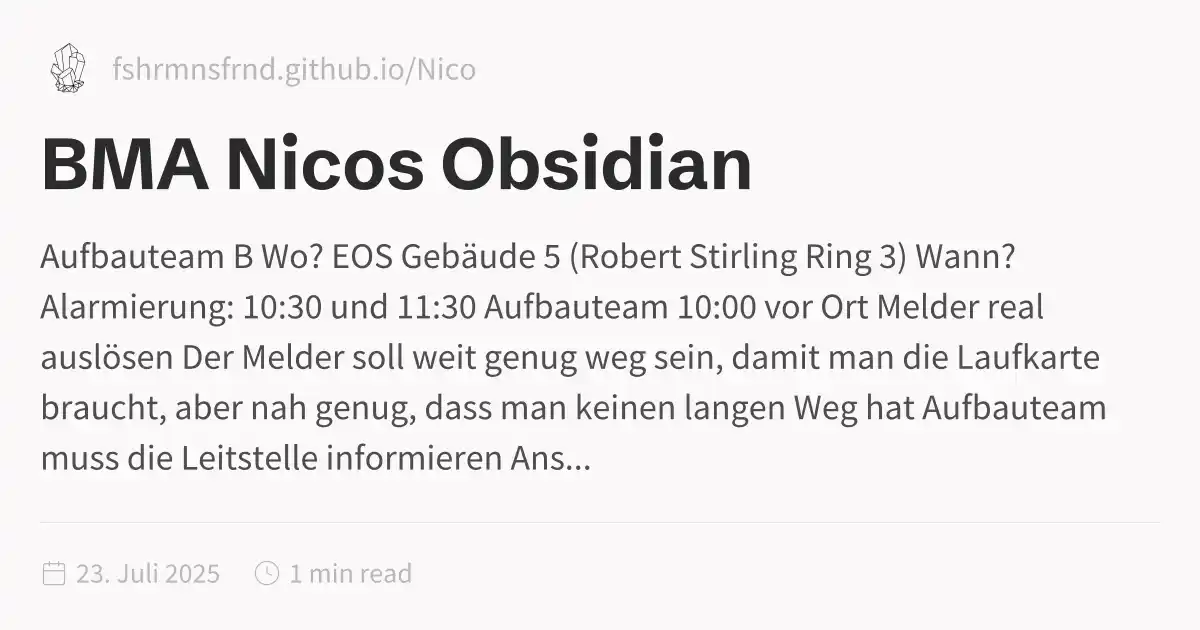 fshrmnsfrnd.github.io/Nico
BMA Nicos Obsidian
Aufbauteam B Wo? EOS Gebäude 5 (Robert Stirling Ring 3) Wann?
Alarmierung: 10:30 und 11:30 Aufbauteam 10:00 vor Ort Melder real
auslösen Der Melder soll weit genug weg sein, damit man die Laufkarte
braucht, aber nah genug, dass man keinen langen Weg hat Aufbauteam
muss die Leitstelle informieren Ans...
23. Juli 2025 1 min read